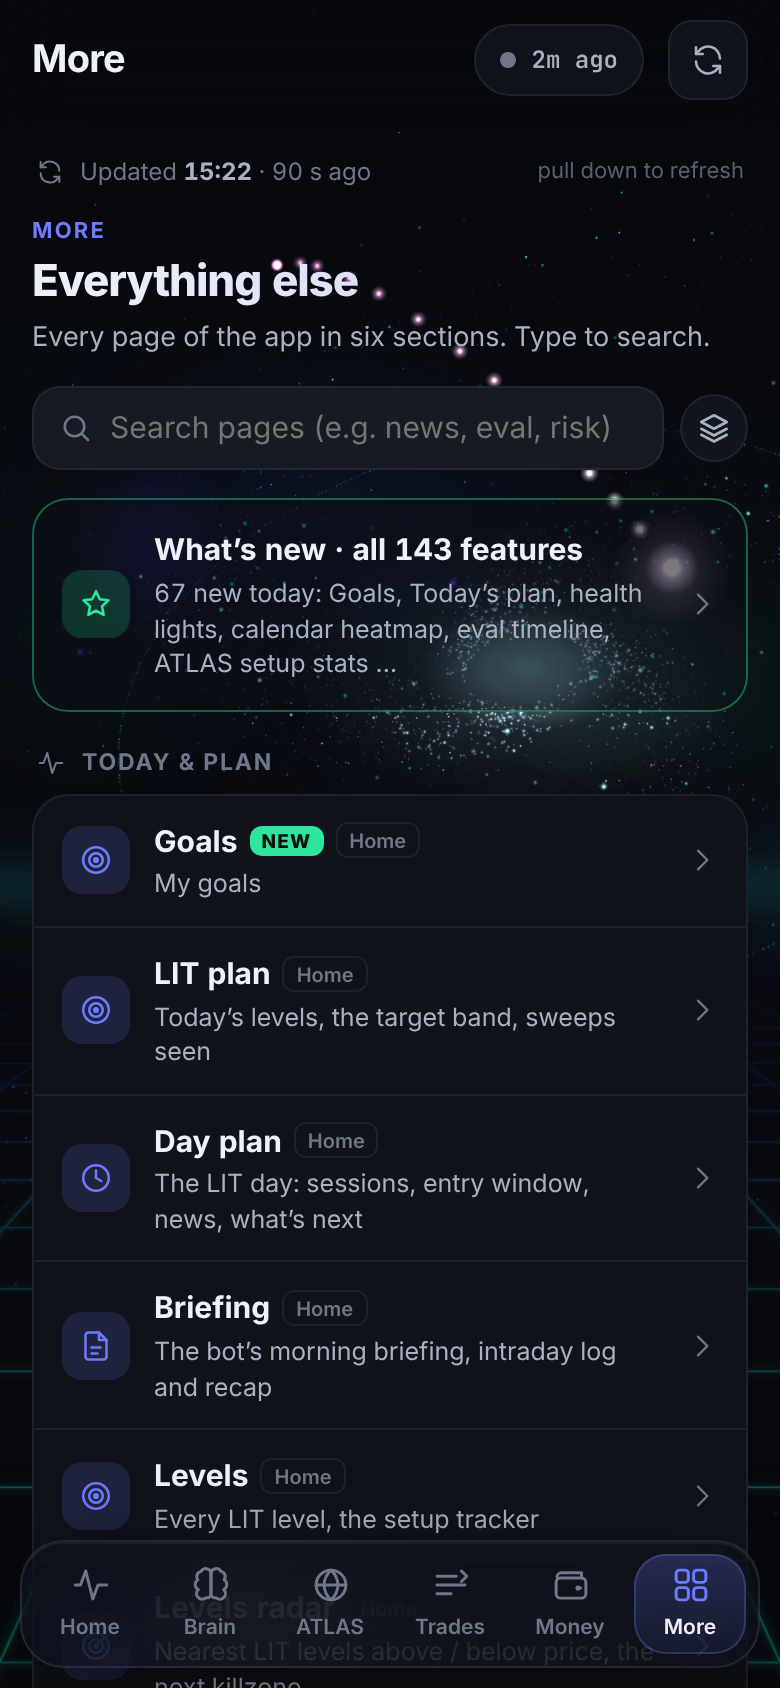 More
2m ago
Updated 15:22 · 90 s ago
pull down to refresh
MORE
Everything else
Every page of the app in six sections. Type to search.
Search pages (e.g. news, eval, risk)
What's new · all 143 features
67 new today: Goals, Today's plan, health
lights, calendar heatmap, eval timeline,
ATLAS setup stats ...
TODAY & PLAN
Goals NEW Home
My goals
LIT plan Home
Today's levels, the target band, sweeps
seen
Day plan Home
The LIT day: sessions, entry window,
news, what's next
Briefing Home
The bot's morning briefing, intraday log
and recap
Levels Home
Every LIT level, the setup tracker
Levels radar Home
Nearest LIT levels above / below price, the
next killzone
Home
Brain
ATLAS
Trades
Money
More